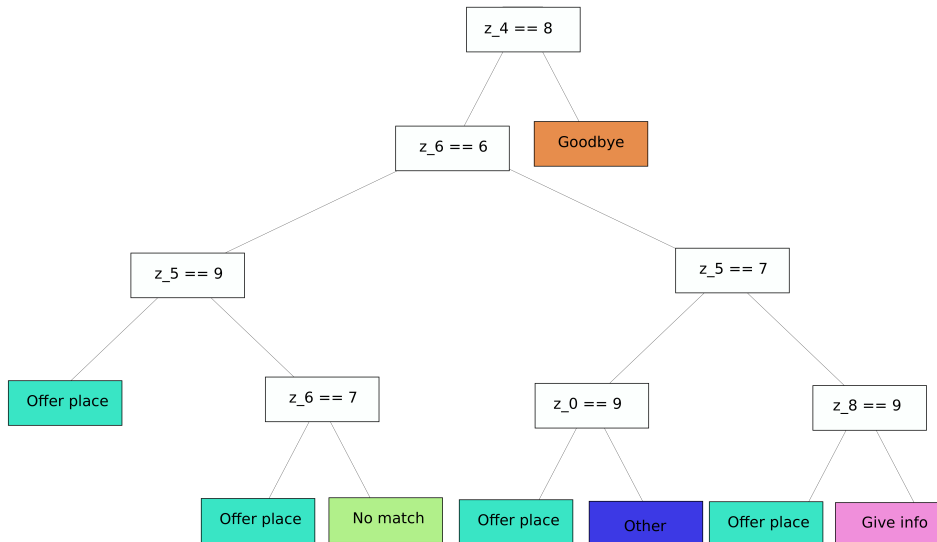 z_4 == 8
z_6 == 6
Goodbye
z_5 == 9
z_5 == 7
Offer place
z_6 == 7
z_0 == 9
z_8 == 9
Offer place
No match
Offer place
Other
Offer place
Give info